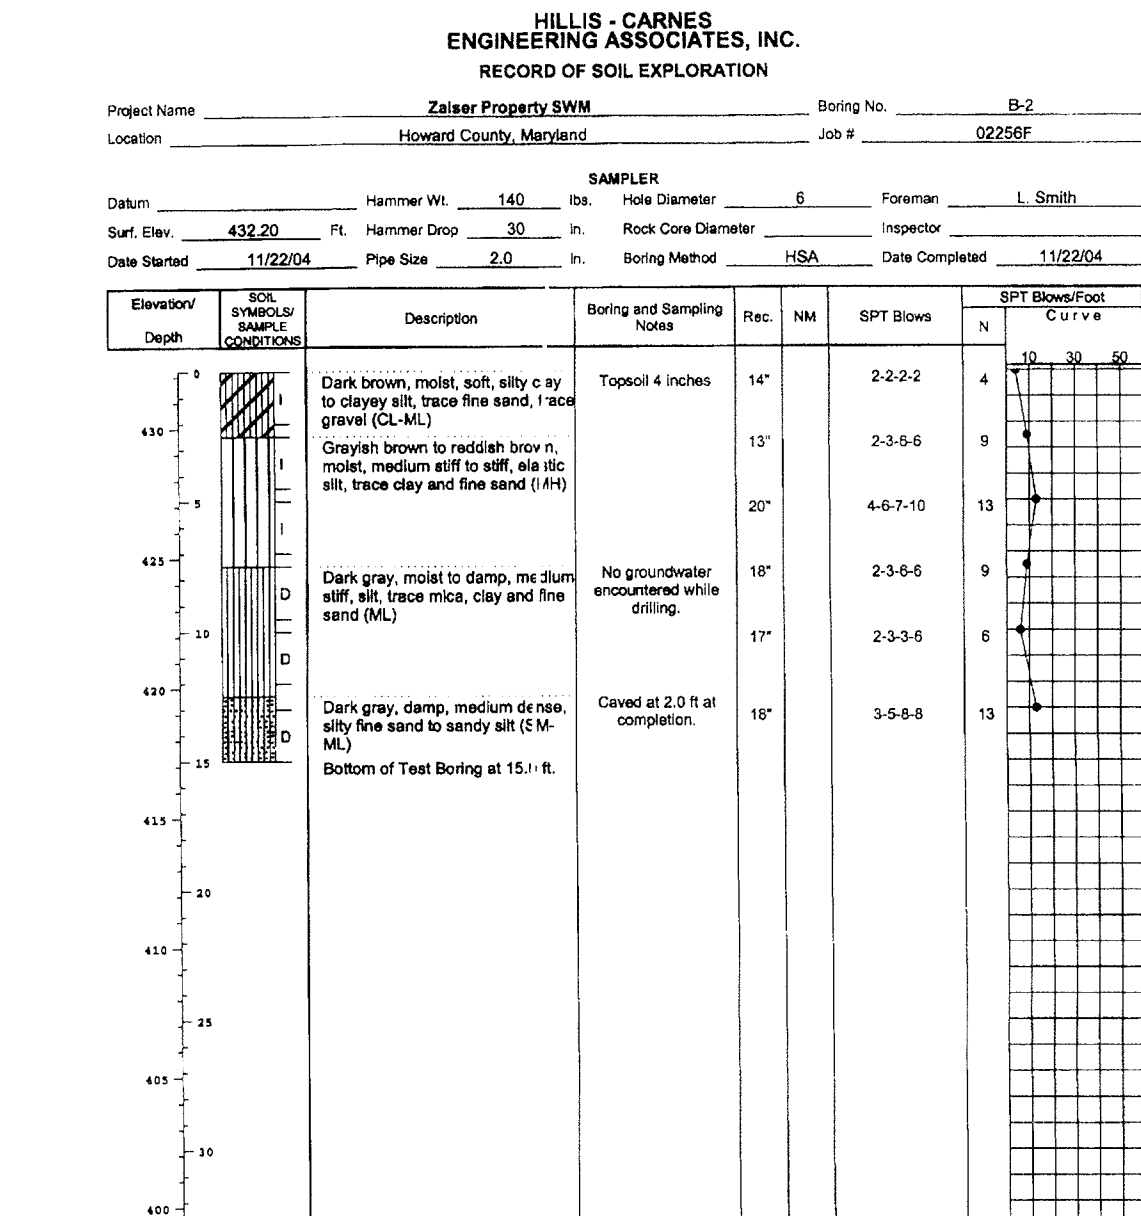 HILLIS - CARNES
ENGINEERING ASSOCIATES, INC.
RECORD OF SOIL EXPLORATION
Project Name Zaiser Property SWM Boring No. B-2
Location Howard County, Maryland Job # 02256F
SAMPLER
Datum Hammer Wt. 140 lbs. Hole Diameter 6 Foreman L. Smith
Surf. Elev. 432.20 Ft. Hammer Drop 30 in. Rock Core Diameter Inspector
Date Started 11/22/04 Pipe Size 2.0 in. Boring Method HSA Date Completed 11/22/04
Elevation/ Depth
SOIL SYMBOLS/ SAMPLE CONDITIONS
Description
Boring and Sampling Notes
Rec.
NM
SPT Blows
SPT Blows/Foot
N
Curve
10 30 50
0
Dark brown, moist, soft, silty clay
to clayey silt, trace fine sand, trace
gravel (CL-ML)
I
Topsoil 4 inches
14"
2-2-2-2
4
430
Grayish brown to reddish brown,
moist, medium stiff to stiff, elastic
silt, trace clay and fine sand (MH)
I
13"
2-3-6-6
9
5
I
20"
4-6-7-10
13
425
Dark gray, moist to damp, medium
stiff, silt, trace mica, clay and fine
sand (ML)
D
No groundwater
encountered while
drilling.
18"
2-3-6-6
9
10
D
17"
2-3-3-6
6
420
Dark gray, damp, medium dense,
silty fine sand to sandy silt (SM-
ML)
D
Caved at 2.0 ft at
completion.
18"
3-5-8-8
13
15
Bottom of Test Boring at 15.0 ft.
415
20
410
25
405
30
400